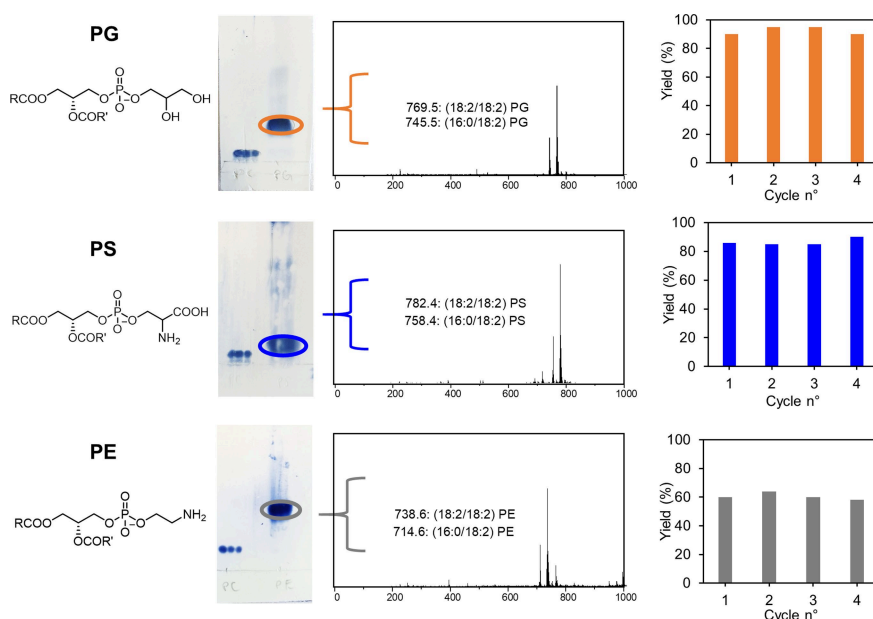 PG
RCOO
O
O
P
O
O
OH
OH
OCOR'
PC
PG
769.5: (18:2/18:2) PG
745.5: (16:0/18:2) PG
0 200 400 600 800 1000
Yield (%)
100
80
60
40
20
0
1 2 3 4
Cycle n°
PS
RCOO
O
O
P
O
O
COOH
NH2
OCOR'
782.4: (18:2/18:2) PS
758.4: (16:0/18:2) PS
0 200 400 600 800 1000
Yield (%)
100
80
60
40
20
0
1 2 3 4
Cycle n°
PE
RCOO
O
O
P
O
O
NH2
OCOR'
PC
PE
738.6: (18:2/18:2) PE
714.6: (16:0/18:2) PE
0 200 400 600 800 1000
Yield (%)
100
80
60
40
20
0
1 2 3 4
Cycle n°